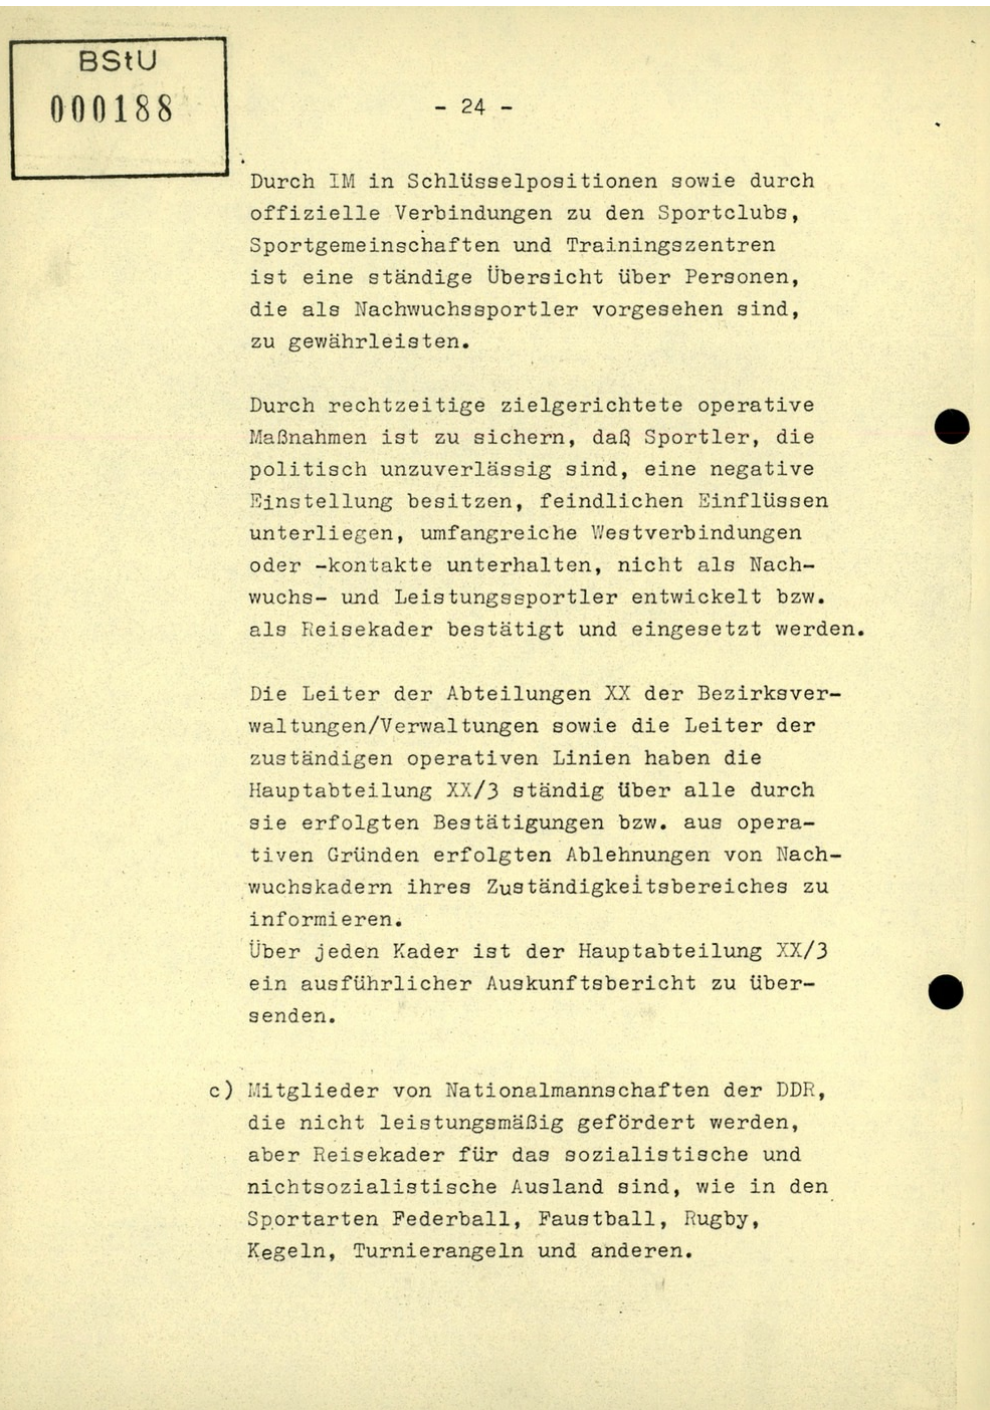 BStU
000188
- 24 -
Durch IM in Schlüsselpositionen sowie durch
offizielle Verbindungen zu den Sportclubs,
Sportgemeinschaften und Trainingszentren
ist eine ständige Übersicht über Personen,
die als Nachwuchssportler vorgesehen sind,
zu gewährleisten.
Durch rechtzeitige zielgerichtete operative
Maßnahmen ist zu sichern, daß Sportler, die
politisch unzuverlässig sind, eine negative
Einstellung besitzen, feindlichen Einflüssen
unterliegen, umfangreiche Westverbindungen
oder -kontakte unterhalten, nicht als Nach-
wuchs- und Leistungssportler entwickelt bzw.
als Reisekader bestätigt und eingesetzt werden.
Die Leiter der Abteilungen XX der Bezirksver-
waltungen/Verwaltungen sowie die Leiter der
zuständigen operativen Linien haben die
Hauptabteilung XX/3 ständig über alle durch
sie erfolgten Bestätigungen bzw. aus opera-
tiven Gründen erfolgten Ablehnungen von Nach-
wuchskadern ihres Zuständigkeitsbereiches zu
informieren.
Über jeden Kader ist der Hauptabteilung XX/3
ein ausführlicher Auskunftsbericht zu über-
senden.
c) Mitglieder von Nationalmannschaften der DDR,
die nicht leistungsmäßig gefördert werden,
aber Reisekader für das sozialistische und
nichtsozialistische Ausland sind, wie in den
Sportarten Federball, Faustball, Rugby,
Kegeln, Turnierangeln und anderen.